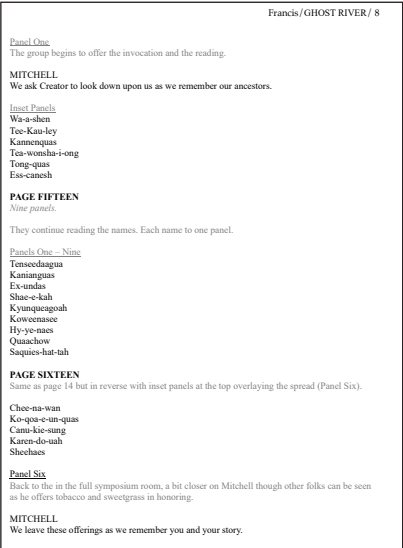 Francis/GHOST RIVER/ 8
Panel One
The group begins to offer the invocation and the reading.
MITCHELL
We ask Creator to look down upon us as we remember our ancestors.
Inset Panels
Wa-a-shen
Tee-Kau-ley
Kannenquas
Tea-wonsha-i-ong
Tong-quas
Ess-canesh
PAGE FIFTEEN
Nine panels.
They continue reading the names. Each name to one panel.
Panels One – Nine
Tenseedaagua
Kanianguas
Ex-undas
Shae-e-kah
Kyunqueagoah
Koweenasee
Hy-ye-naes
Quaachow
Saquies-hat-tah
PAGE SIXTEEN
Same as page 14 but in reverse with inset panels at the top overlaying the spread (Panel Six).
Chee-na-wan
Ko-qoa-e-un-quas
Canu-kie-sung
Karen-do-uah
Sheehaes
Panel Six
Back to the in the full symposium room, a bit closer on Mitchell though other folks can be seen
as he offers tobacco and sweetgrass in honoring.
MITCHELL
We leave these offerings as we remember you and your story.